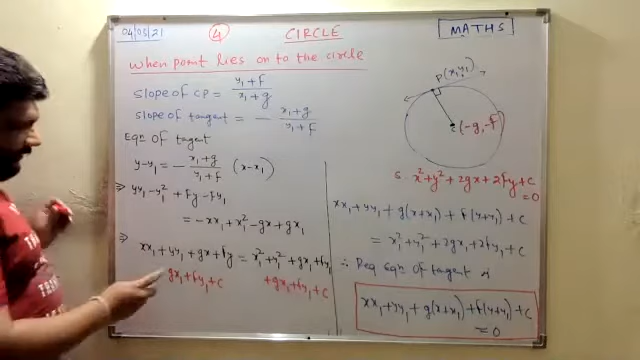 04/05/21 4 CIRCLE MATHS
when point lies on to the circle
slope of CP = (y₁+f)/(x₁+g)
slope of tangent = - (x₁+g)/(y₁+f)
Eqn of tangent
y-y₁ = - (x₁+g)/(y₁+f) (x-x₁)
⇒ yy₁-y₁²+fy-fy₁
= -xx₁+x₁²-gx+gx₁
⇒ xx₁+yy₁+gx+fy = x₁²+y₁²+gx₁+fy₁
gx₁+fy₁+c +gx₁+fy₁+c
P(x₁,y₁)
C(-g,-f)
S. x²+y²+2gx+2fy+c
=0
xx₁+yy₁+g(x+x₁)+f(y+y₁)+c
= x₁²+y₁²+2gx₁+2fy₁+c
∴ Req eqn of tangent is
xx₁+yy₁+g(x+x₁)+f(y+y₁)+c
=0